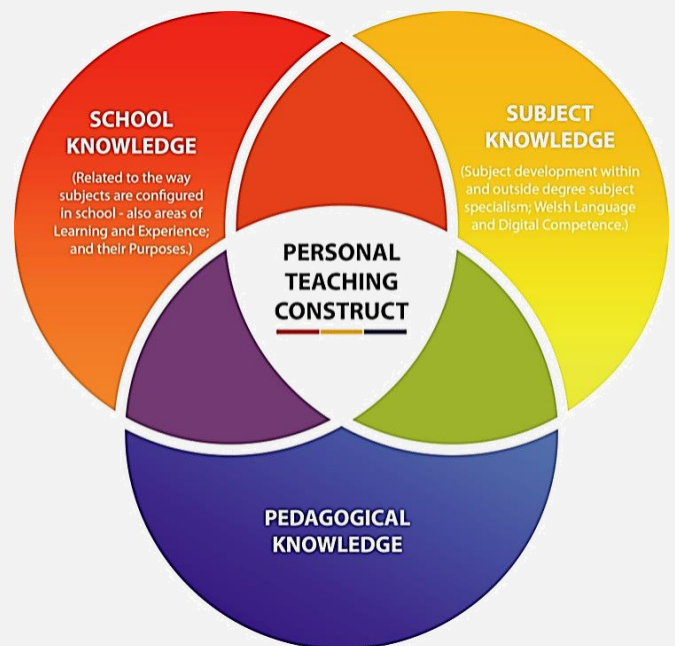 SCHOOL
KNOWLEDGE
(Related to the way
subjects are configured
in school - also areas of
Learning and Experience;
and their Purposes.)
SUBJECT
KNOWLEDGE
(Subject development within
and outside degree subject
specialism; Welsh Language
and Digital Competence.)
PERSONAL
TEACHING
CONSTRUCT
PEDAGOGICAL
KNOWLEDGE